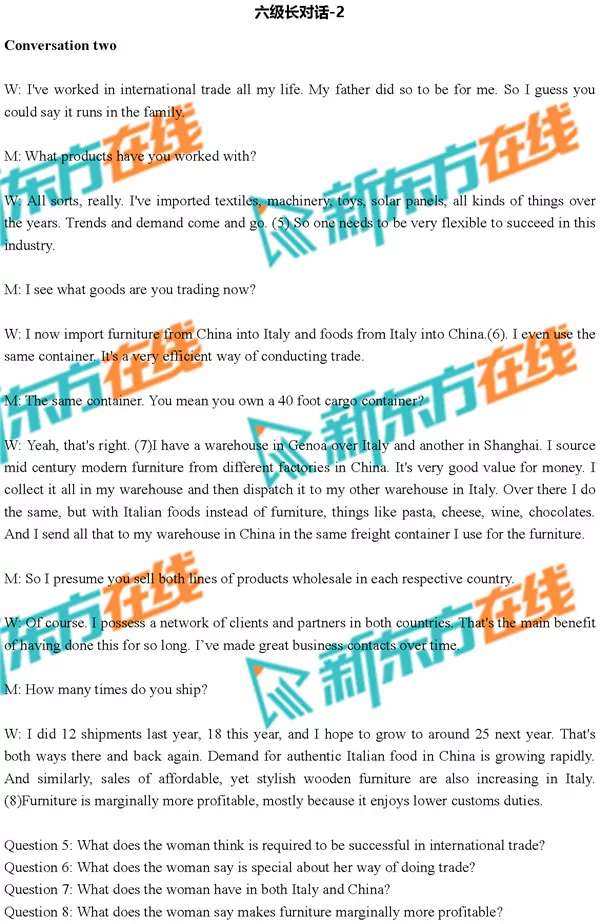 六级长对话-2
Conversation two
W: I've worked in international trade all my life. My father did so to be for me. So I guess you
could say it runs in the family.
M: What products have you worked with?
W: All sorts, really. I've imported textiles, machinery, toys, solar panels, all kinds of things over
the years. Trends and demand come and go. (5) So one needs to be very flexible to succeed in this
industry.
M: I see what goods are you trading now?
W: I now import furniture from China into Italy and foods from Italy into China.(6). I even use the
same container. It's a very efficient way of conducting trade.
M: The same container. You mean you own a 40 foot cargo container?
W: Yeah, that's right. (7)I have a warehouse in Genoa over Italy and another in Shanghai. I source
mid century modern furniture from different factories in China. It's very good value for money. I
collect it all in my warehouse and then dispatch it to my other warehouse in Italy. Over there I do
the same, but with Italian foods instead of furniture, things like pasta, cheese, wine, chocolates.
And I send all that to my warehouse in China in the same freight container I use for the furniture.
M: So I presume you sell both lines of products wholesale in each respective country.
W: Of course. I possess a network of clients and partners in both countries. That's the main benefit
of having done this for so long. I’ve made great business contacts over time.
M: How many times do you ship?
W: I did 12 shipments last year, 18 this year, and I hope to grow to around 25 next year. That's
both ways there and back again. Demand for authentic Italian food in China is growing rapidly.
And similarly, sales of affordable, yet stylish wooden furniture are also increasing in Italy.
(8)Furniture is marginally more profitable, mostly because it enjoys lower customs duties.
Question 5: What does the woman think is required to be successful in international trade?
Question 6: What does the woman say is special about her way of doing trade?
Question 7: What does the woman have in both Italy and China?
Question 8: What does the woman say makes furniture marginally more profitable?
新东方在线
新东方在线
新东方在线
东方在线
东方在线
东方在线